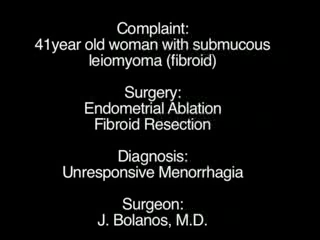 Complaint:
41year old woman with submucous
leiomyoma (fibroid)
Surgery:
Endometrial Ablation
Fibroid Resection
Diagnosis:
Unresponsive Menorrhagia
Surgeon:
J. Bolanos, M.D.